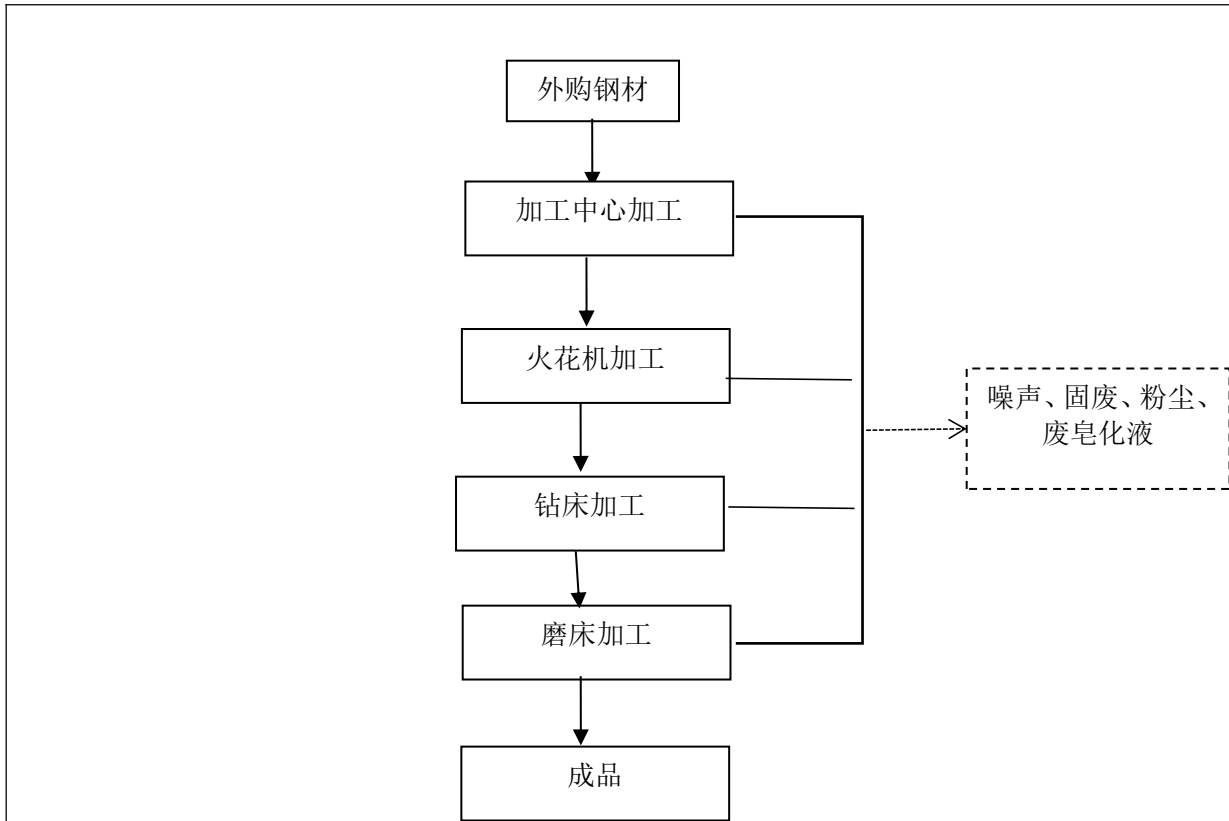 外购钢材
加工中心加工
火花机加工
噪声、固废、粉尘、
废皂化液
钻床加工
磨床加工
成品